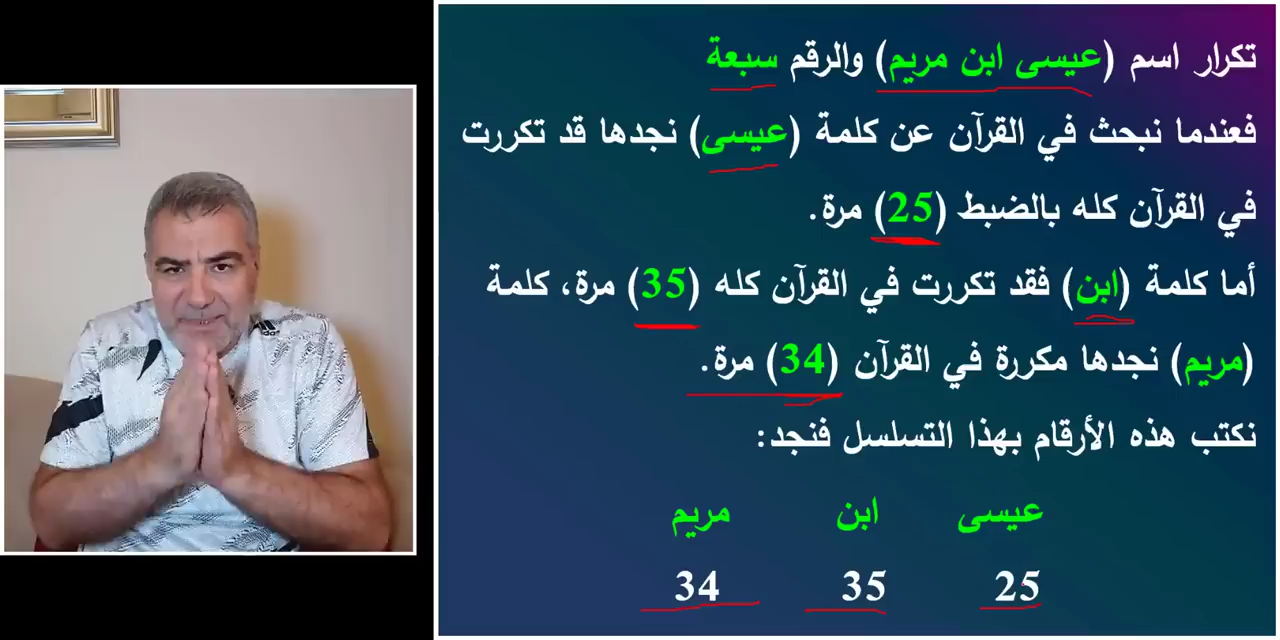 تكرار اسم (عيسى ابن مريم) والرقم سبعة
فعندما نبحث في القرآن عن كلمة (عيسى) نجدها قد تكررت
في القرآن كله بالضبط (25) مرة.
أما كلمة (ابن) فقد تكررت في القرآن كله (35) مرة، كلمة
(مريم) نجدها مكررة في القرآن (34) مرة.
نكتب هذه الأرقام بهذا التسلسل فنجد:
عيسى ابن مريم
25 35 34